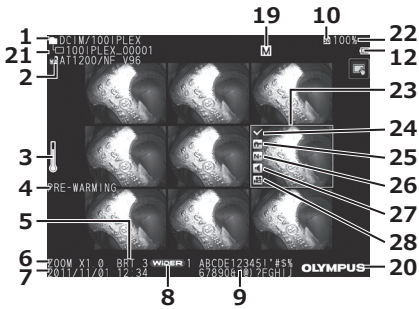 19 10
1 DCIM/100IPLEX 100% 22
21 100IPLEX_00001 M 12
2 AT1200/NF_V96
23
24
3 25
26
4 PRE-WARMING 27
5 28
6 ZOOM X1.0 BRT 3 WiDER 1 ABCDE12345!"#$%
7 2011/11/01 12:34 67890&@)?FGHIJ OLYMPUS 20
8 9